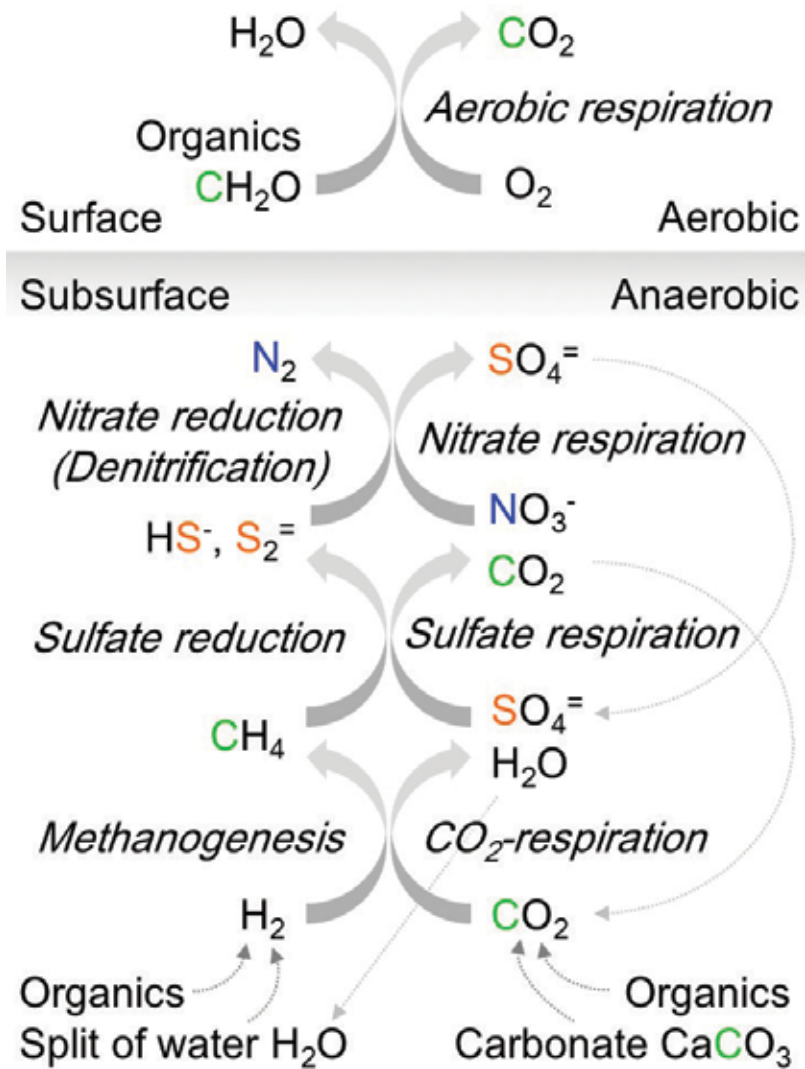 H₂O CO₂
Aerobic respiration
Organics
CH₂O O₂
Surface Aerobic
Subsurface Anaerobic
N₂ SO₄⁼
Nitrate reduction
(Denitrification)
Nitrate respiration
HS⁻, S₂⁼ NO₃⁻
CO₂
Sulfate reduction Sulfate respiration
CH₄ SO₄⁼
H₂O
Methanogenesis CO₂-respiration
H₂ CO₂
Organics Organics
Split of water H₂O Carbonate CaCO₃